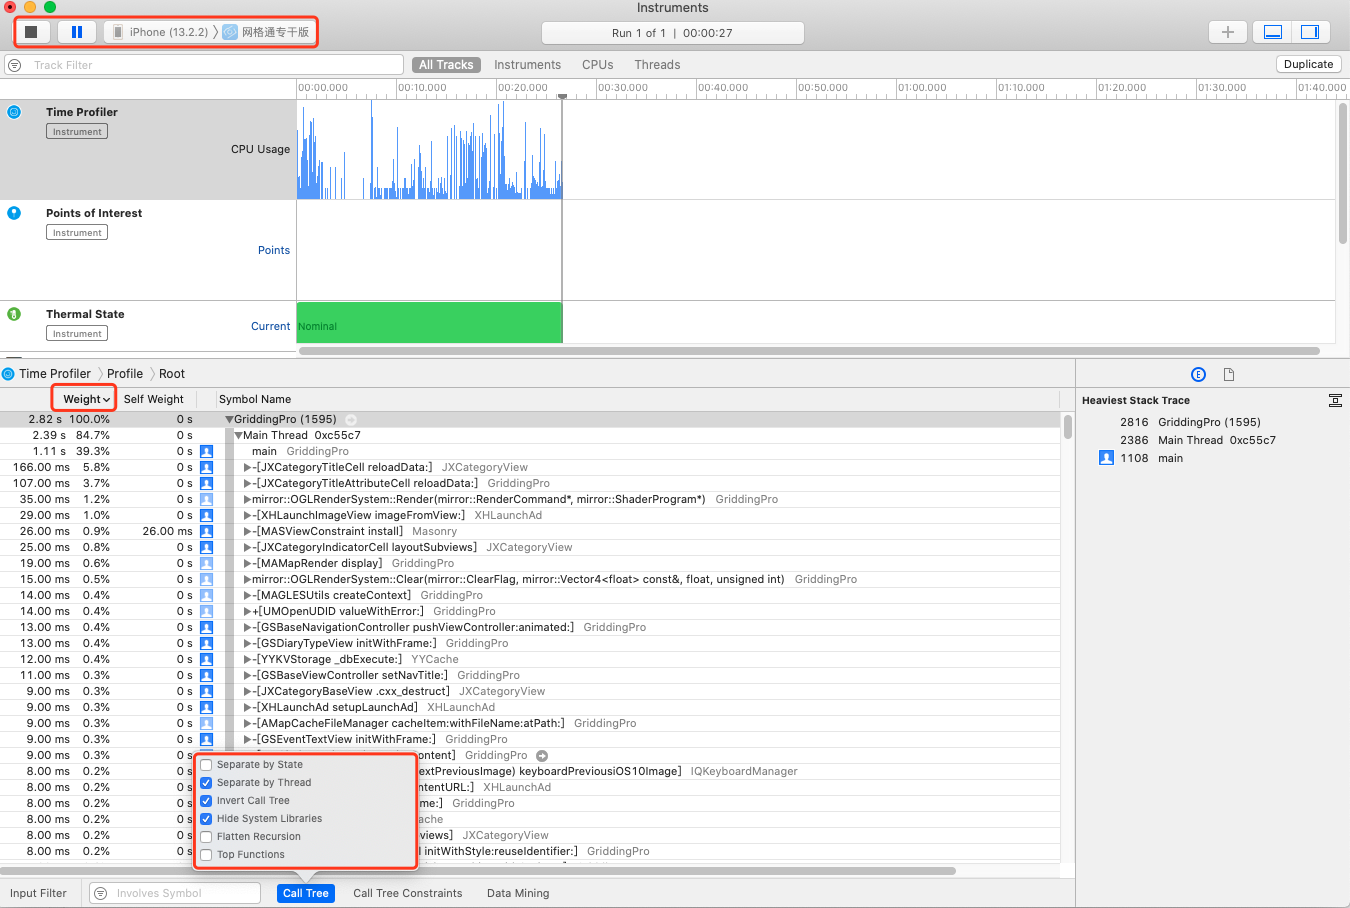 Instruments
iPhone (13.2.2) 网格通专干版
Run 1 of 1 | 00:00:27
Track Filter
All Tracks Instruments CPUs Threads
Duplicate
00:00.000 00:10.000 00:20.000 00:30.000 00:40.000 00:50.000 01:00.000 01:10.000 01:20.000 01:30.000 01:40.000
Time Profiler
Instrument
CPU Usage
Points of Interest
Instrument
Points
Thermal State
Instrument
Current
Nominal
Time Profiler Profile Root
Weight Self Weight Symbol Name
2.82 s 100.0% 0 s GriddingPro (1595)
2.39 s 84.7% 0 s Main Thread 0xc55c7
1.11 s 39.3% 0 s main GriddingPro
166.00 ms 5.8% 0 s -[JXCategoryTitleCell reloadData:] JXCategoryView
107.00 ms 3.7% 0 s -[JXCategoryTitleAttributeCell reloadData:] GriddingPro
35.00 ms 1.2% 0 s mirror::OGLRenderSystem::Render(mirror::RenderCommand*, mirror::ShaderProgram*) GriddingPro
29.00 ms 1.0% 0 s -[XHLaunchImageView imageFromView:] XHLaunchAd
26.00 ms 0.9% 26.00 ms -[MASViewConstraint install] Masonry
25.00 ms 0.8% 0 s -[JXCategoryIndicatorCell layoutSubviews] JXCategoryView
19.00 ms 0.6% 0 s -[MAMapRender display] GriddingPro
15.00 ms 0.5% 0 s mirror::OGLRenderSystem::Clear(mirror::ClearFlag, mirror::Vector4<float> const&, float, unsigned int) GriddingPro
14.00 ms 0.4% 0 s -[MAGLESUtils createContext] GriddingPro
14.00 ms 0.4% 0 s +[UMOpenUDID valueWithError:] GriddingPro
13.00 ms 0.4% 0 s -[GSBaseNavigationController pushViewController:animated:] GriddingPro
13.00 ms 0.4% 0 s -[GSDiaryTypeView initWithFrame:] GriddingPro
12.00 ms 0.4% 0 s -[YYKVStorage _dbExecute:] YYCache
11.00 ms 0.3% 0 s -[GSBaseViewController setNavTitle:] GriddingPro
9.00 ms 0.3% 0 s -[JXCategoryBaseView .cxx_destruct] JXCategoryView
9.00 ms 0.3% 0 s -[XHLaunchAd setupLaunchAd] XHLaunchAd
9.00 ms 0.3% 0 s -[AMapCacheFileManager cacheItem:withFileName:atPath:] GriddingPro
9.00 ms 0.3% 0 s -[GSEventTextView initWithFrame:] GriddingPro
9.00 ms 0.3% 0 s ontent] GriddingPro
8.00 ms 0.2% 0 s extPreviousImage) keyboardPreviousiOS10Image] IQKeyboardManager
8.00 ms 0.2% 0 s ntentURL:] XHLaunchAd
8.00 ms 0.2% 0 s me:] GriddingPro
8.00 ms 0.2% 0 s ache
8.00 ms 0.2% 0 s views] JXCategoryView
8.00 ms 0.2% 0 s l initWithStyle:reuseIdentifier:] GriddingPro
Separate by State
Separate by Thread
Invert Call Tree
Hide System Libraries
Flatten Recursion
Top Functions
Input Filter Involves Symbol Call Tree Call Tree Constraints Data Mining
E
Heaviest Stack Trace
2816 GriddingPro (1595)
2386 Main Thread 0xc55c7
1108 main